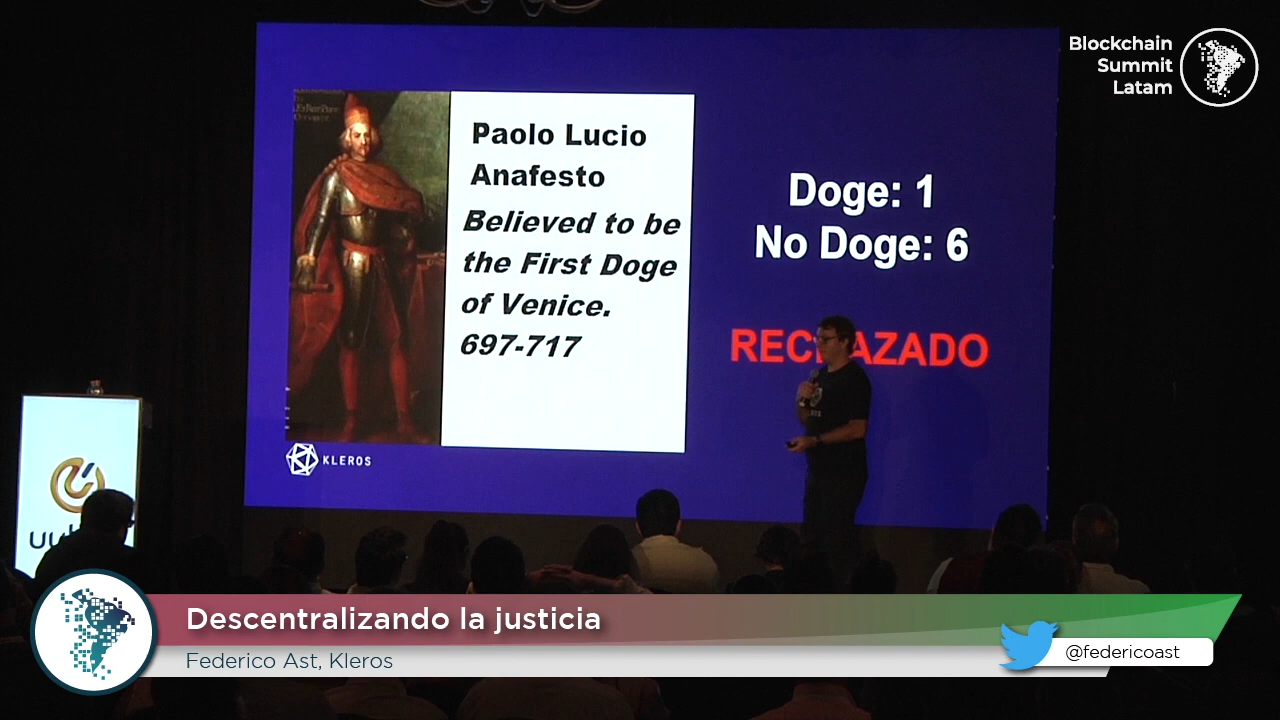 Blockchain
Summit
Latam
Paolo Lucio
Anafesto
Believed to be
the First Doge
of Venice.
697-717
Doge: 1
No Doge: 6
RECHAZADO
KLEROS
Descentralizando la justicia
Federico Ast, Kleros
@federicoast